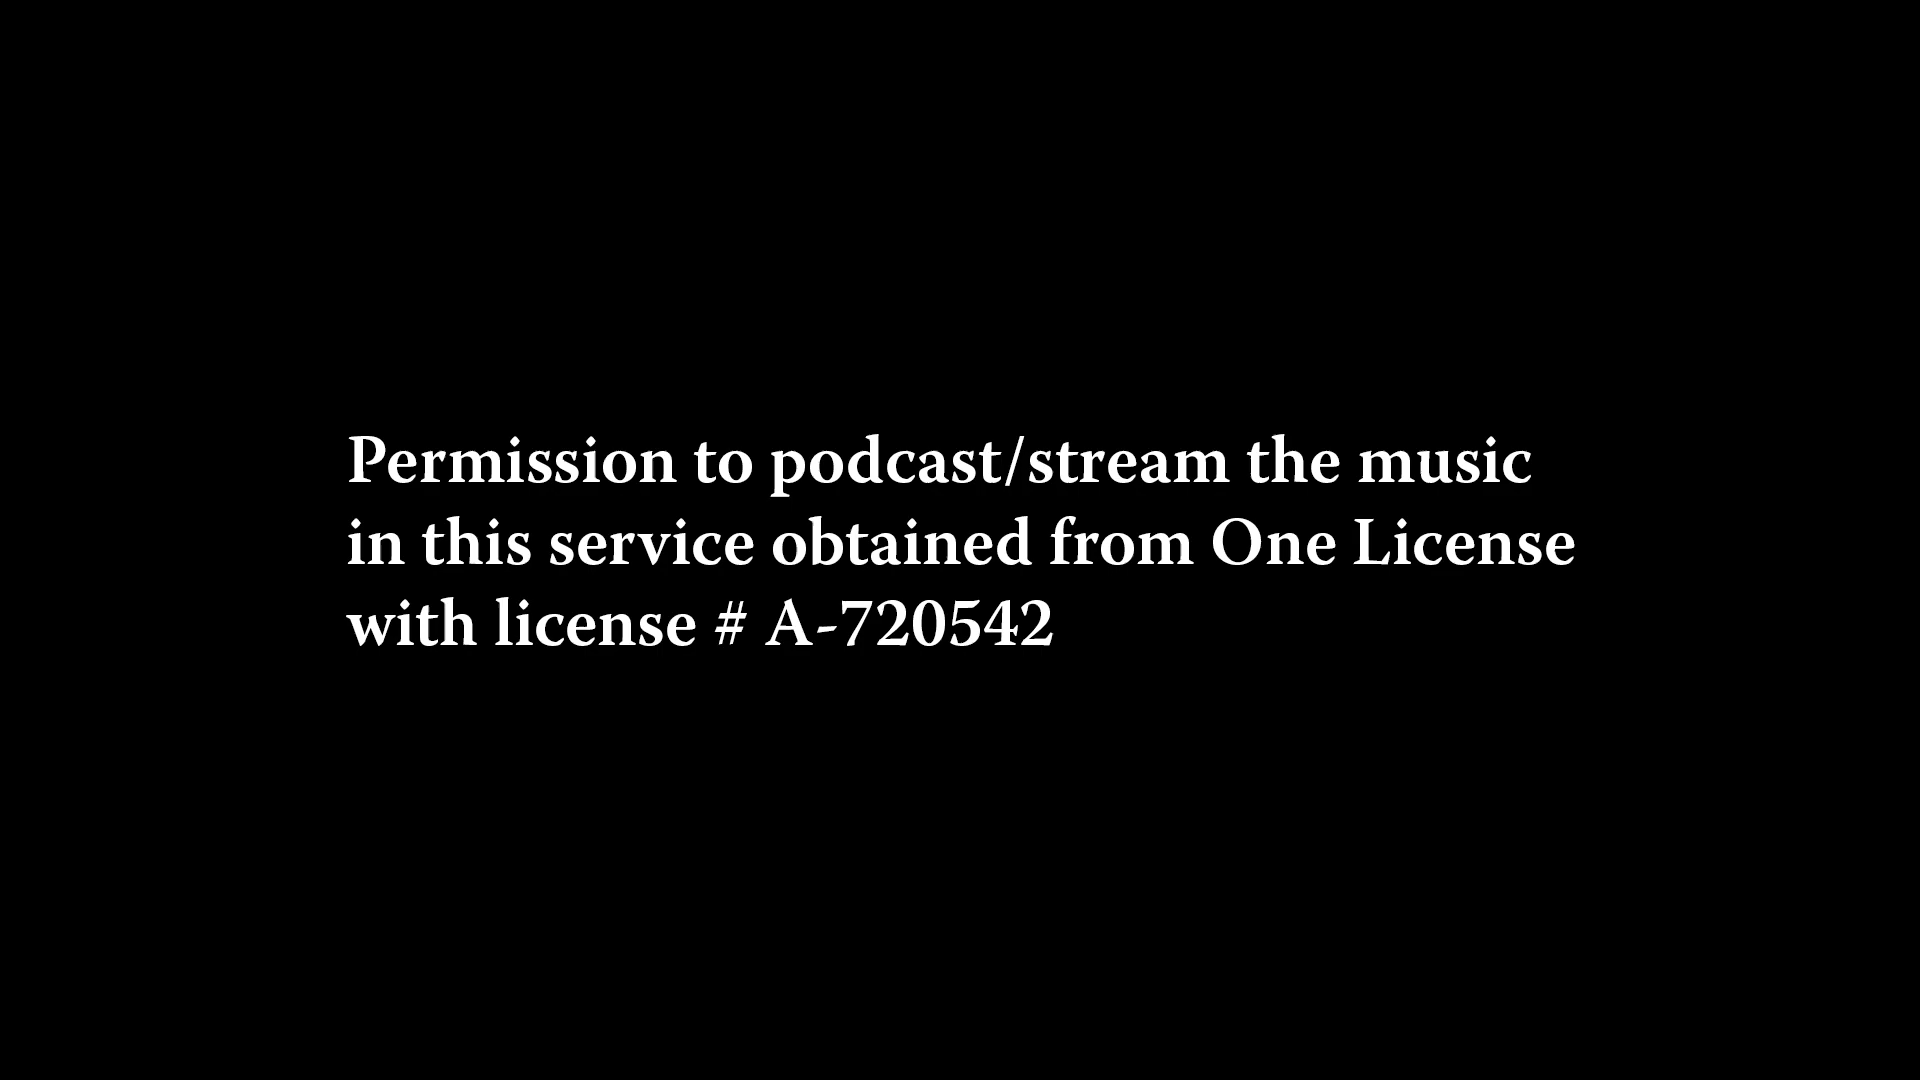 Permission to podcast/stream the music
in this service obtained from One License
with license # A-720542